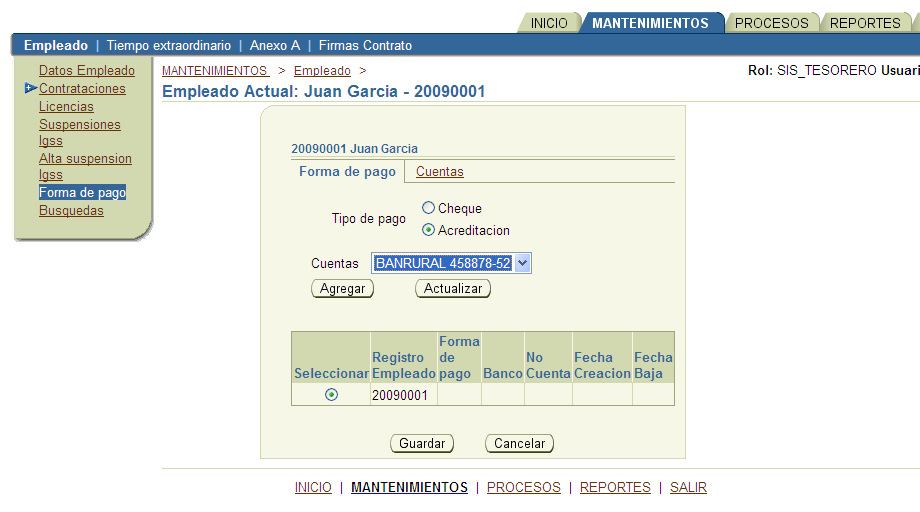 INICIO MANTENIMIENTOS PROCESOS REPORTES
Empleado | Tiempo extraordinario | Anexo A | Firmas Contrato
Datos Empleado
Contrataciones
Licencias
Suspensiones
Igss
Alta suspension
Igss
Forma de pago
Busquedas
MANTENIMIENTOS > Empleado >
Rol: SIS_TESORERO Usuari
Empleado Actual: Juan Garcia - 20090001
20090001 Juan Garcia
Forma de pago Cuentas
Tipo de pago
Cheque
Acreditacion
Cuentas BANRURAL 458878-52
Agregar Actualizar
Seleccionar Registro Empleado Forma de pago Banco No Cuenta Fecha Creacion Fecha Baja
20090001
Guardar Cancelar
INICIO | MANTENIMIENTOS | PROCESOS | REPORTES | SALIR